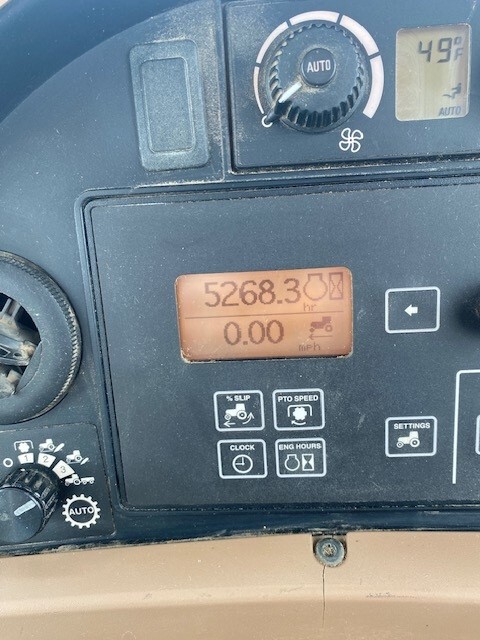 AUTO
49°F
AUTO
5268.3
hr
0.00
mph
% SLIP
PTO SPEED
CLOCK
ENG HOURS
SETTINGS
1
2
3
AUTO